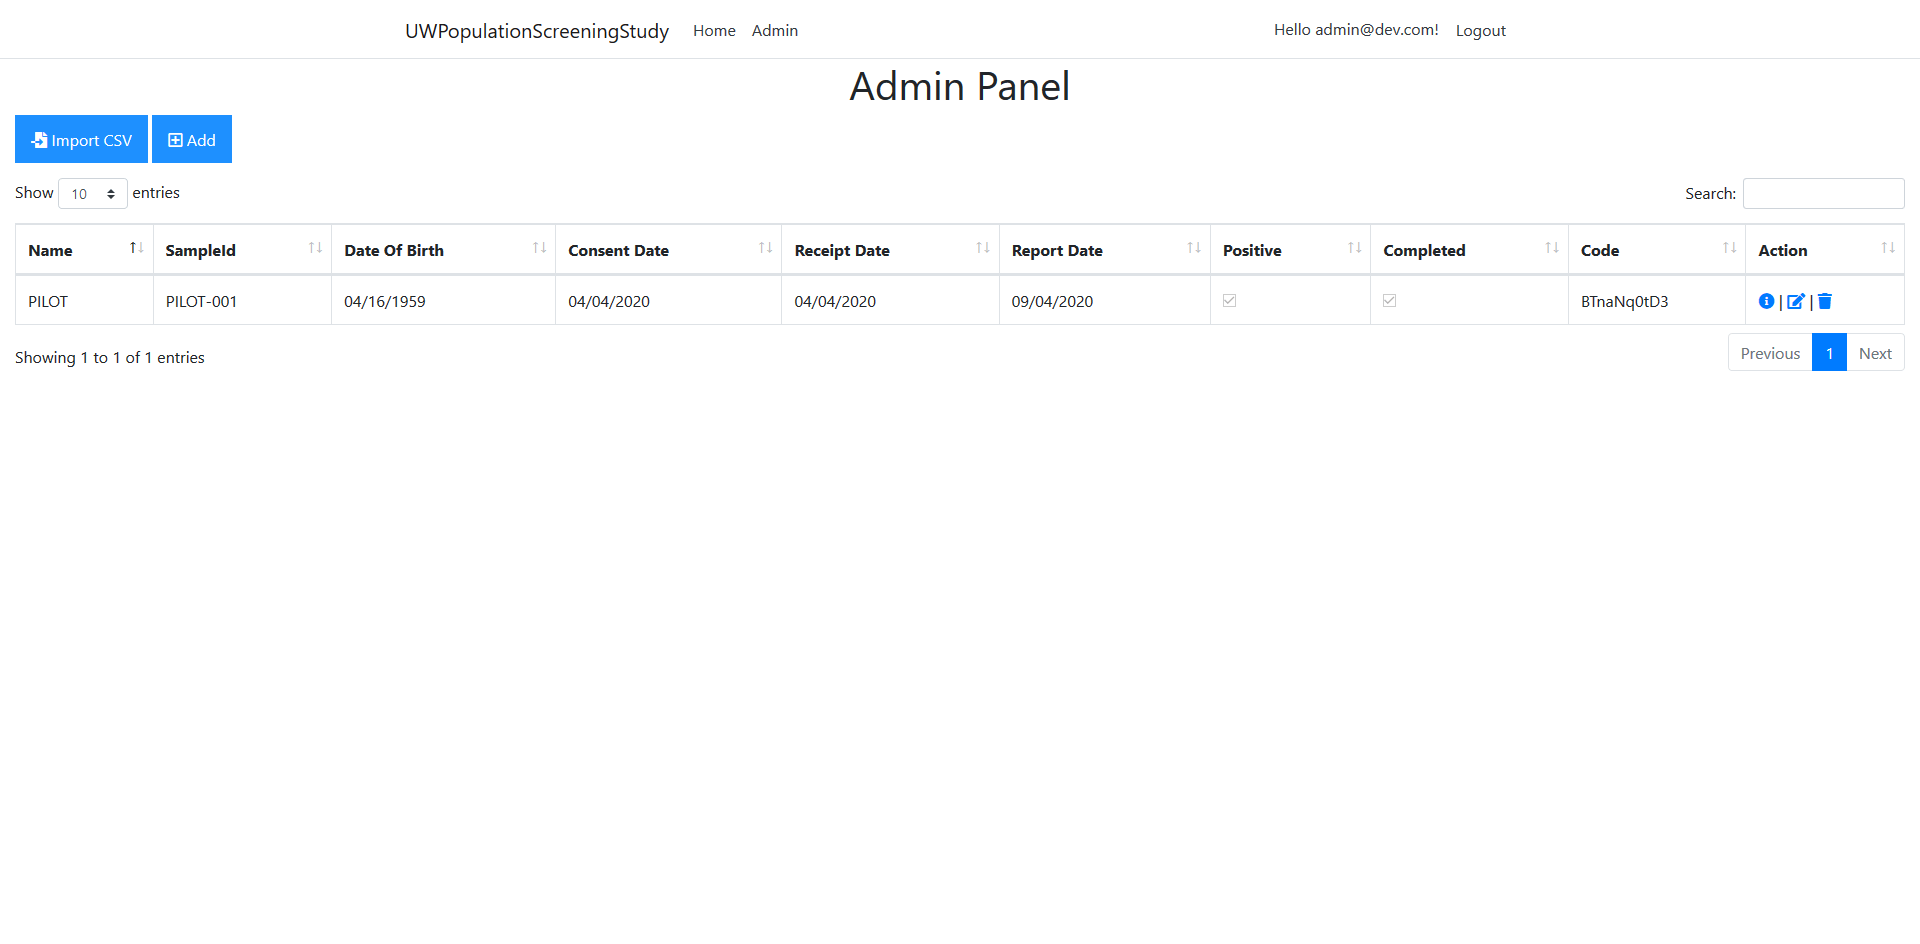 UWPopulationScreeningStudy Home Admin Hello admin@dev.com! Logout
Admin Panel
Import CSV Add
Show 10 entries Search:
Name SampleId Date Of Birth Consent Date Receipt Date Report Date Positive Completed Code Action
PILOT PILOT-001 04/16/1959 04/04/2020 04/04/2020 09/04/2020 BTnaNq0tD3 | |
Showing 1 to 1 of 1 entries Previous 1 Next